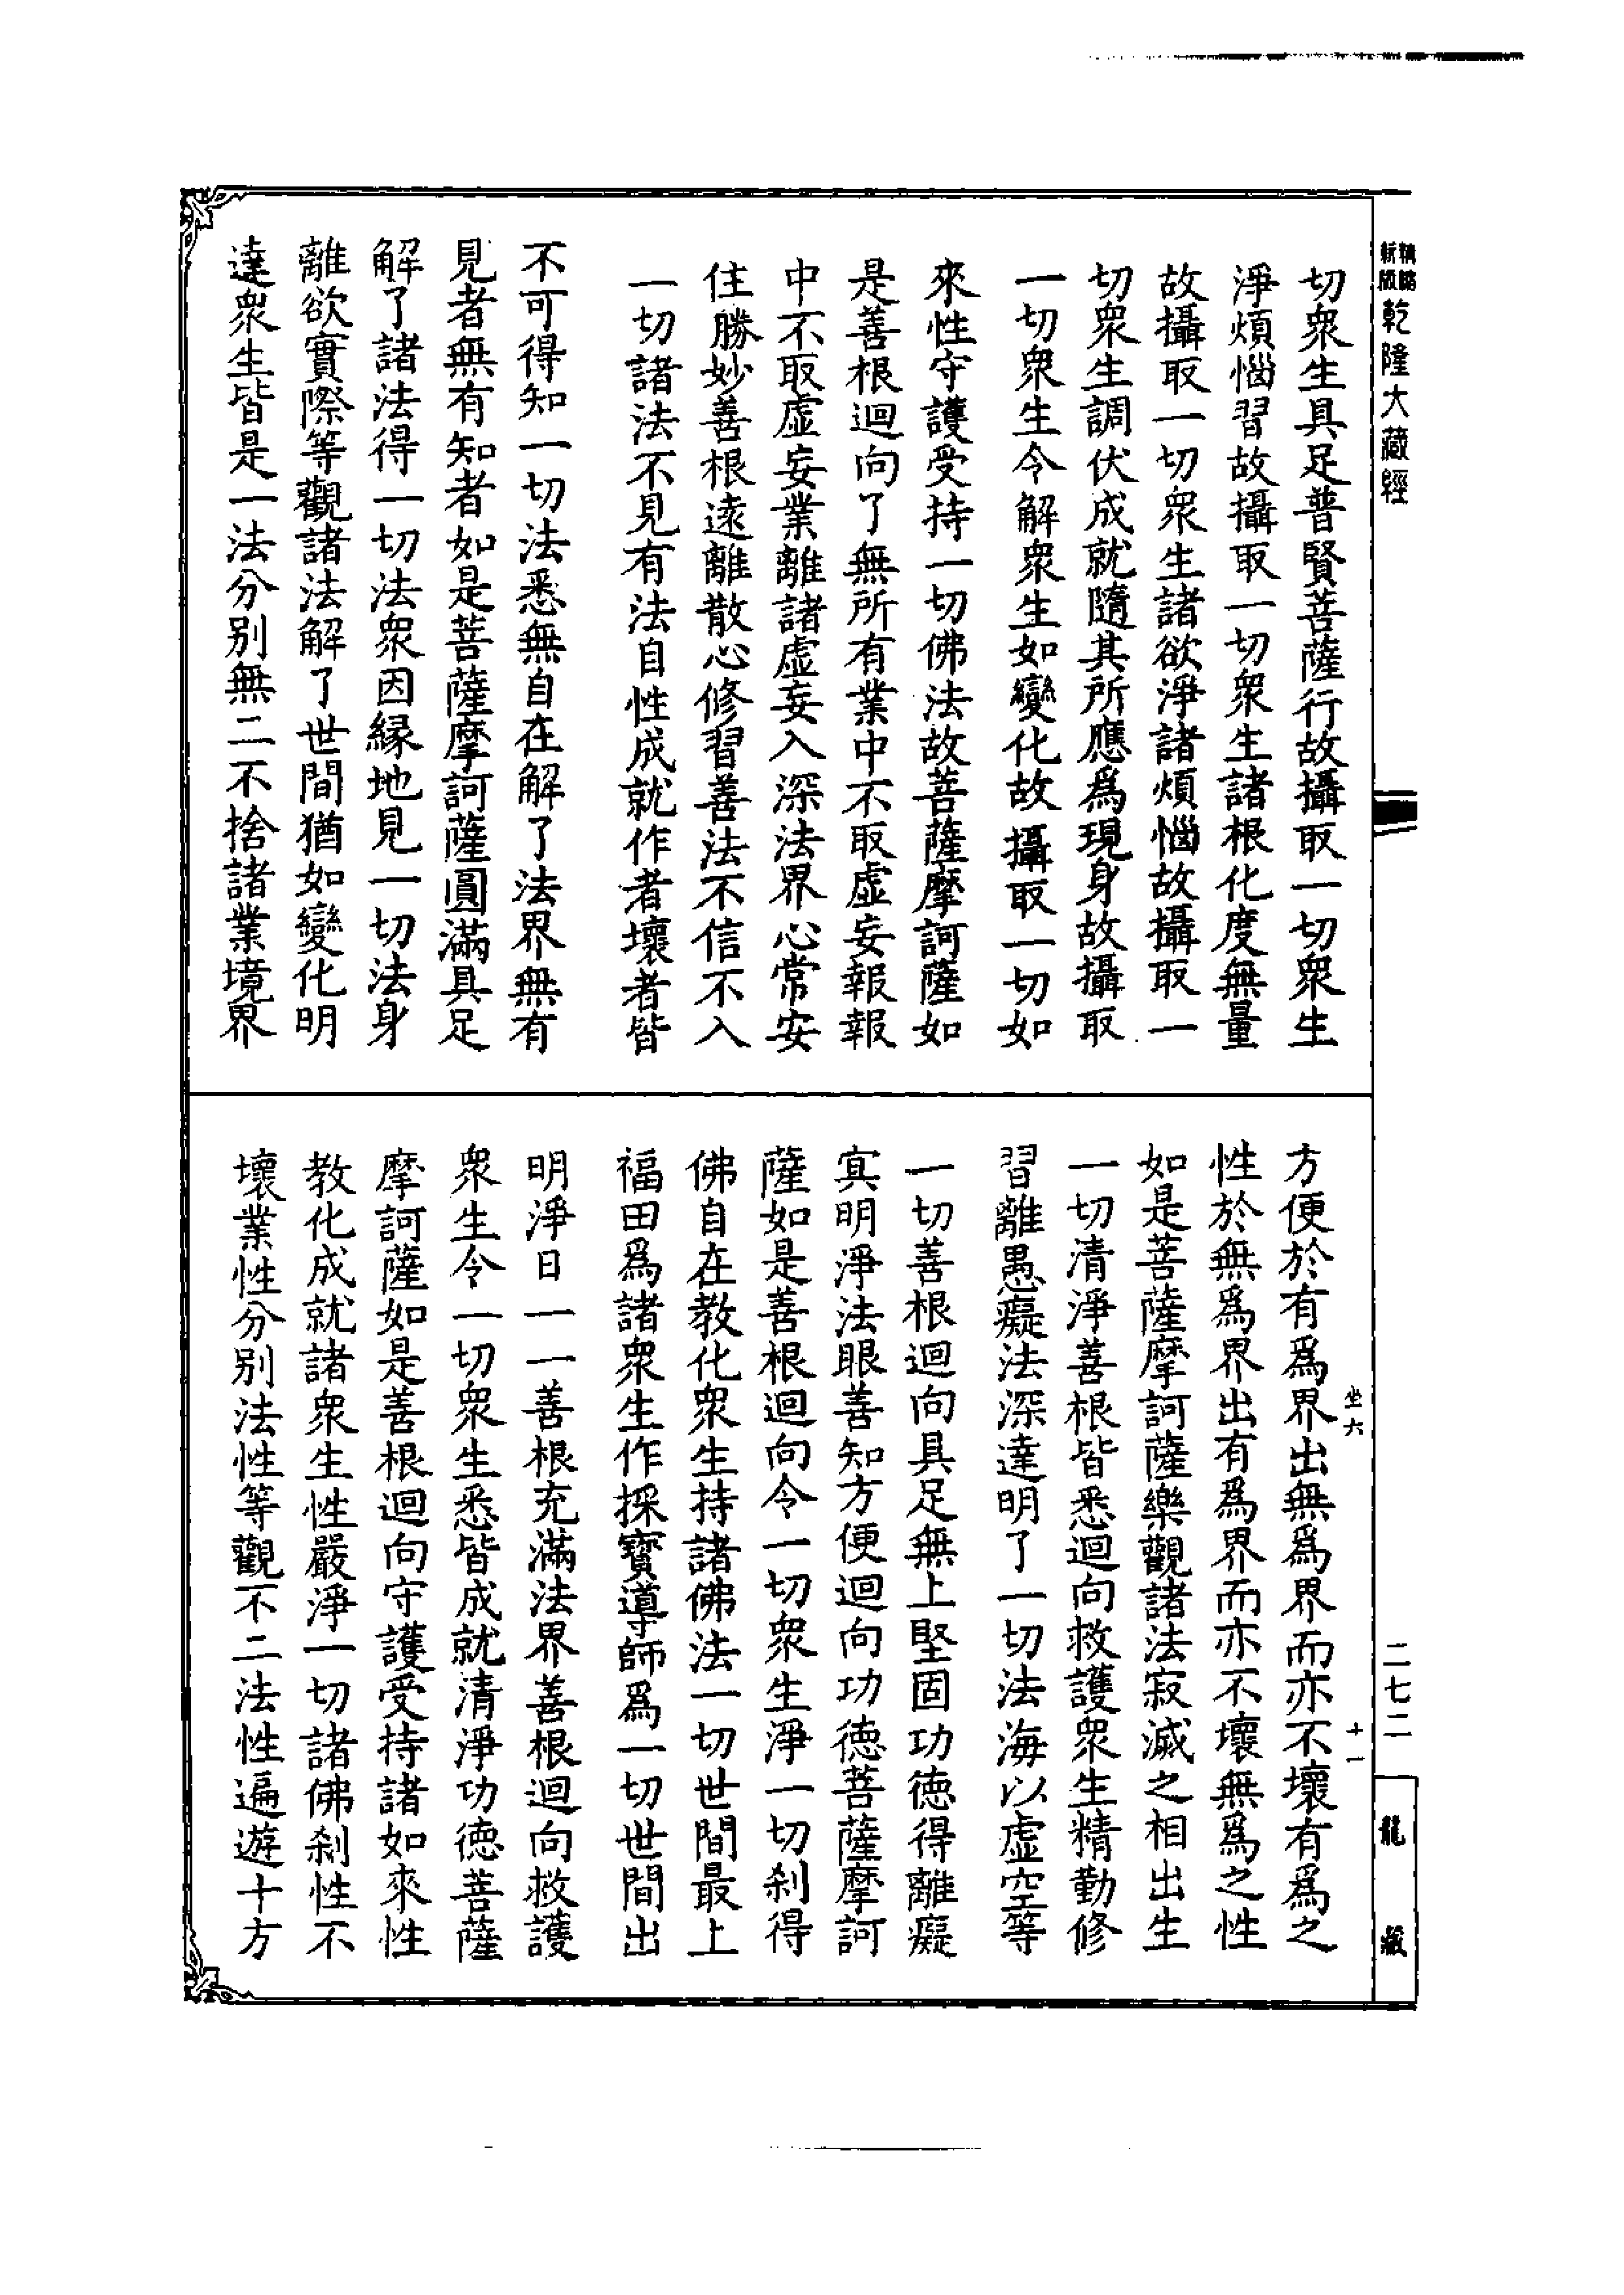 新版
乾隆大藏經
切衆生具足普賢菩薩行故攝取一切衆生
淨煩惱習故攝取一切衆生諸根化度無量
故攝取一切衆生諸欲淨諸煩惱故攝取一
切衆生調伏成就隨其所應爲現身故攝取
一切衆生令解衆生如變化故攝取一切如
來性守護受持一切佛法故菩薩摩訶薩如
是善根迴向了無所有業中不取虛妄報報
中不取虛妄業離諸虛妄入深法界心常安
住勝妙善根遠離散心修習善法不信不入
一切諸法不見有法自性成就作者壞者皆
不可得知一切法悉無自在解了法界無有
見者無有知者如是菩薩摩訶薩圓滿具足
解了諸法得一切法衆因緣地見一切法身
離欲實際等觀諸法解了世間猶如變化明
達衆生皆是一法分別無二不捨諸業境界
方便於有爲界出無爲界而亦不壞有爲之
性於無爲界出有爲界而亦不壞無爲之性
如是菩薩摩訶薩樂觀諸法寂滅之相出生
一切清淨善根皆悉迴向救護衆生精勤修
習離愚癡法深達明了一切法海以虛空等
一切善根迴向具足無上堅固功德得離癡
冥明淨法眼善知方便迴向功德菩薩摩訶
薩如是善根迴向令一切衆生淨一切刹得
佛自在教化衆生持諸佛法一切世間最上
福田爲諸衆生作採寶導師爲一切世間出
明淨日一一善根充滿法界善根迴向救護
衆生令一切衆生悉皆成就清淨功德菩薩
摩訶薩如是善根迴向守護受持諸如來性
教化成就諸衆生性嚴淨一切諸佛刹性不
壞業性分別法性等觀不二法性遍遊十方
坐六
十一
二七二
龍藏